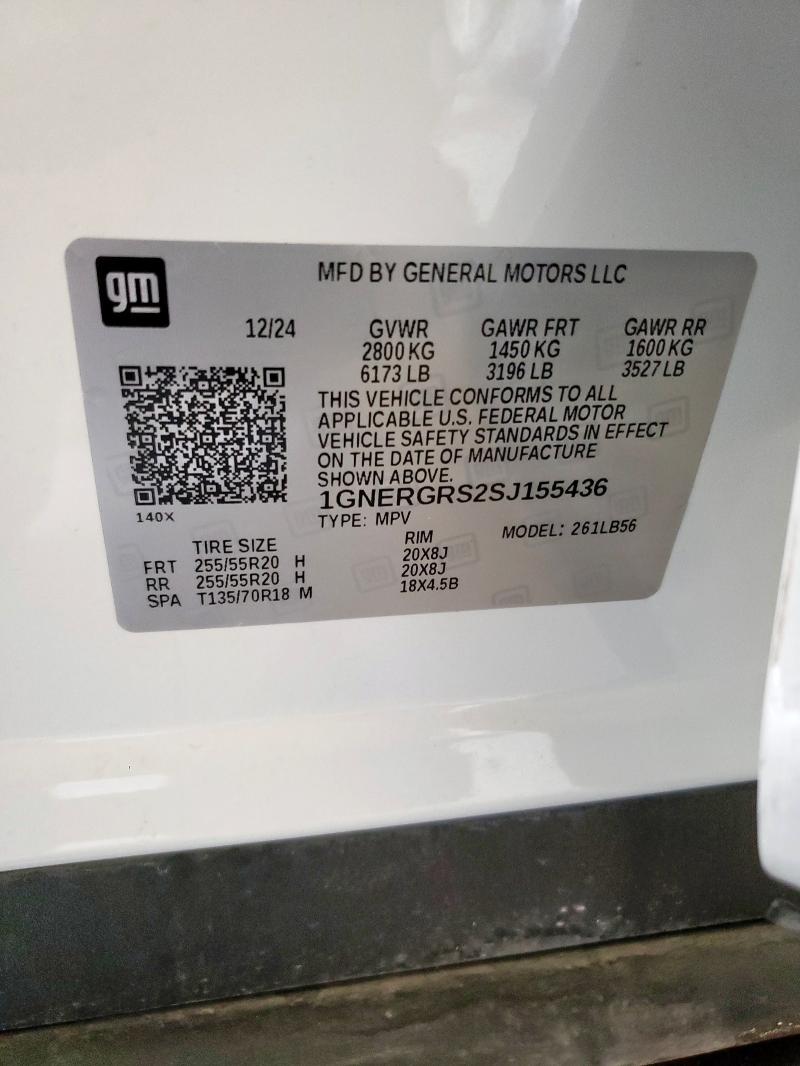 gm
MFD BY GENERAL MOTORS LLC
12/24 GVWR GAWR FRT GAWR RR
2800 KG 1450 KG 1600 KG
6173 LB 3196 LB 3527 LB
THIS VEHICLE CONFORMS TO ALL
APPLICABLE U.S. FEDERAL MOTOR
VEHICLE SAFETY STANDARDS IN EFFECT
ON THE DATE OF MANUFACTURE
SHOWN ABOVE.
1GNERGRS2SJ155436
140X
TYPE: MPV MODEL: 261LB56
TIRE SIZE RIM
FRT 255/55R20 H 20X8J
RR 255/55R20 H 20X8J
SPA T135/70R18 M 18X4.5B